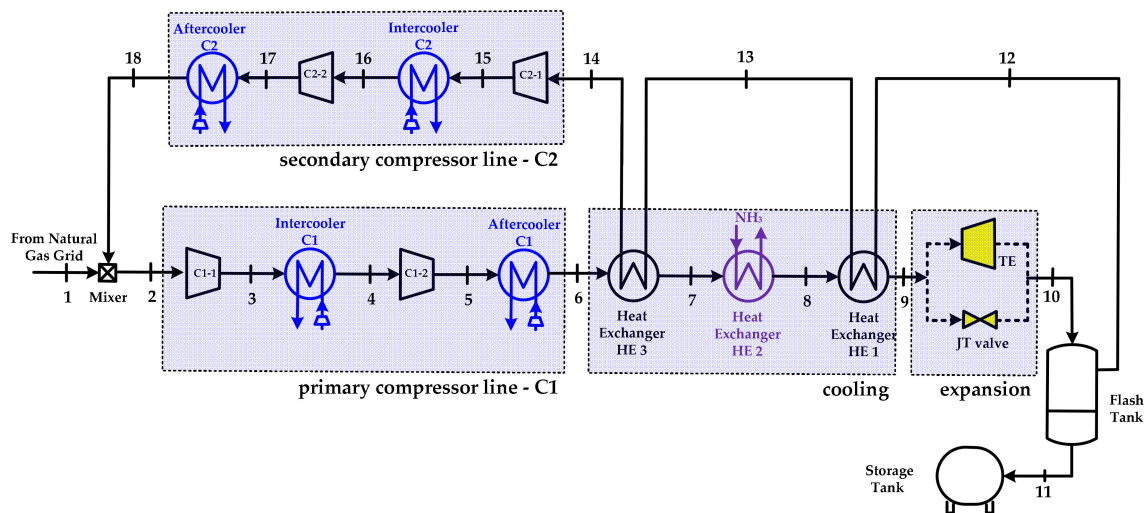 Aftercooler
C2
Intercooler
C2
18
17
C2-2
16
15
C2-1
14
13
12
secondary compressor line - C2
From Natural
Gas Grid
1
Mixer
2
C1-1
3
Intercooler
C1
4
C1-2
5
Aftercooler
C1
6
Heat
Exchanger
HE 3
7
NH₃
Heat
Exchanger
HE 2
8
Heat
Exchanger
HE 1
9
TE
JT valve
10
primary compressor line - C1
cooling
expansion
Flash
Tank
Storage
Tank
11